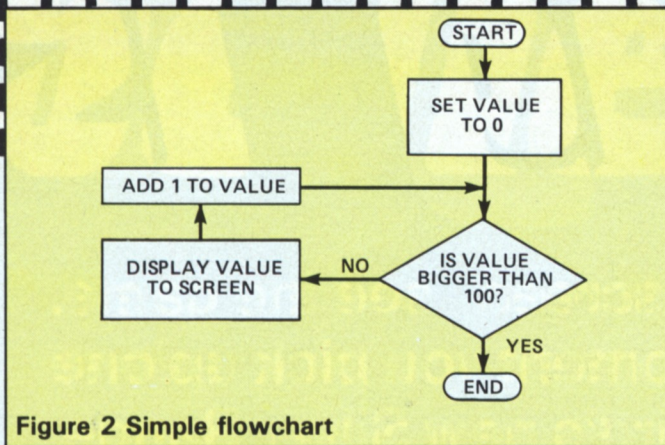 START
SET VALUE
TO 0
ADD 1 TO VALUE
IS VALUE
BIGGER THAN
100?
NO
DISPLAY VALUE
TO SCREEN
YES
END
Figure 2 Simple flowchart